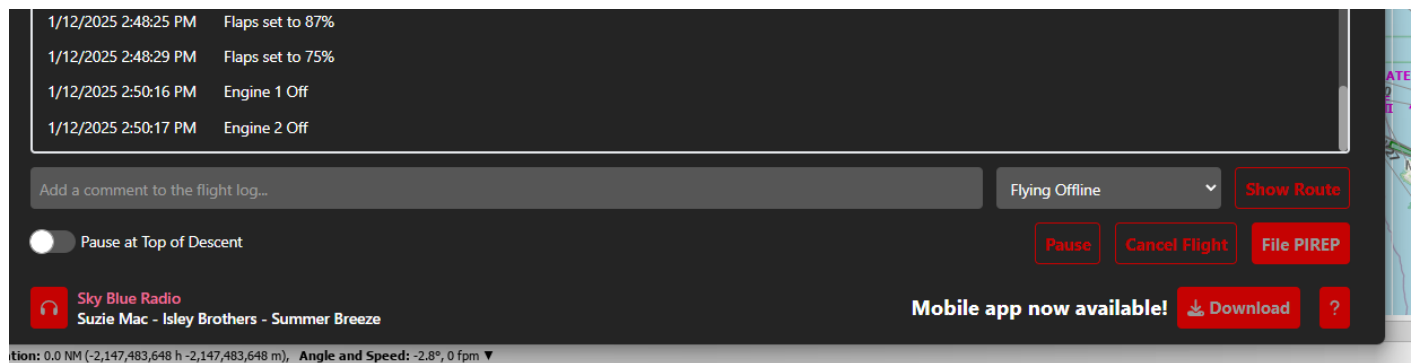 1/12/2025 2:48:25 PM Flaps set to 87%
1/12/2025 2:48:29 PM Flaps set to 75%
1/12/2025 2:50:16 PM Engine 1 Off
1/12/2025 2:50:17 PM Engine 2 Off
Add a comment to the flight log...
Flying Offline
Show Route
Pause at Top of Descent
Pause
Cancel Flight
File PIREP
Sky Blue Radio
Suzie Mac - Isley Brothers - Summer Breeze
Mobile app now available!
Download
?
tion: 0.0 NM (-2,147,483,648 h -2,147,483,648 m), Angle and Speed: -2.8°, 0 fpm ▼
ATE